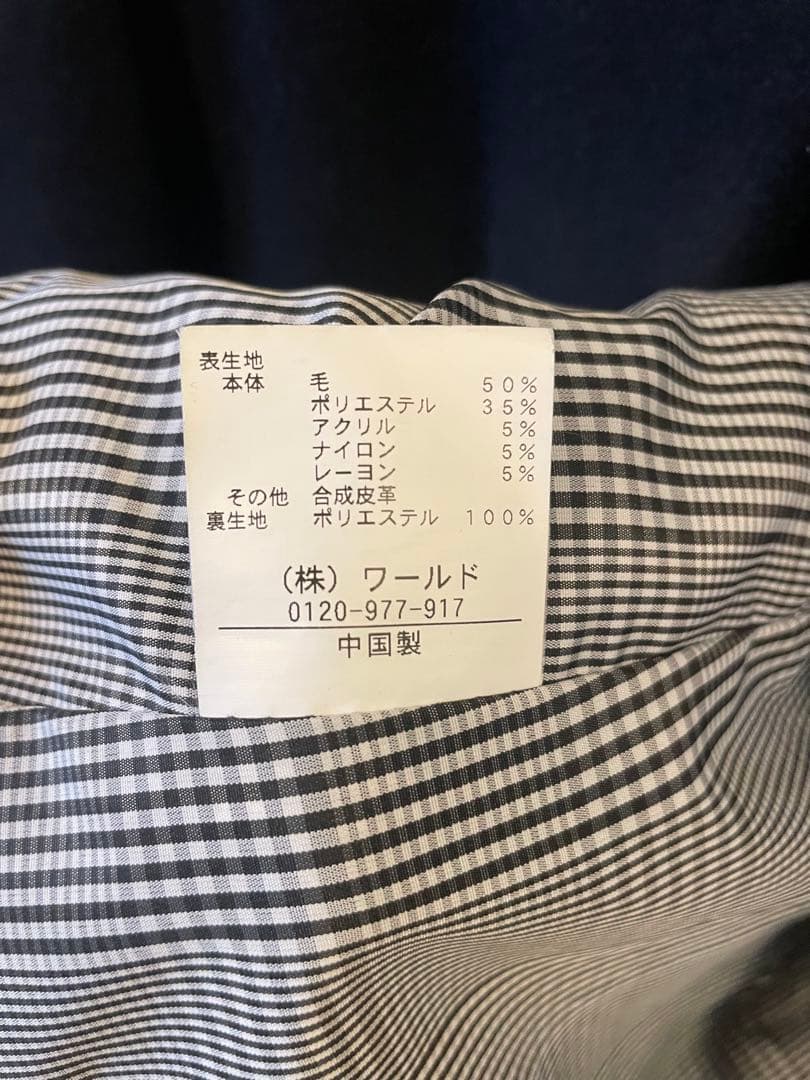 表生地
本体 毛 50%
ポリエステル 35%
アクリル 5%
ナイロン 5%
レーヨン 5%
その他 合成皮革
裏生地 ポリエステル 100%
(株) ワールド
0120-977-917
中国製